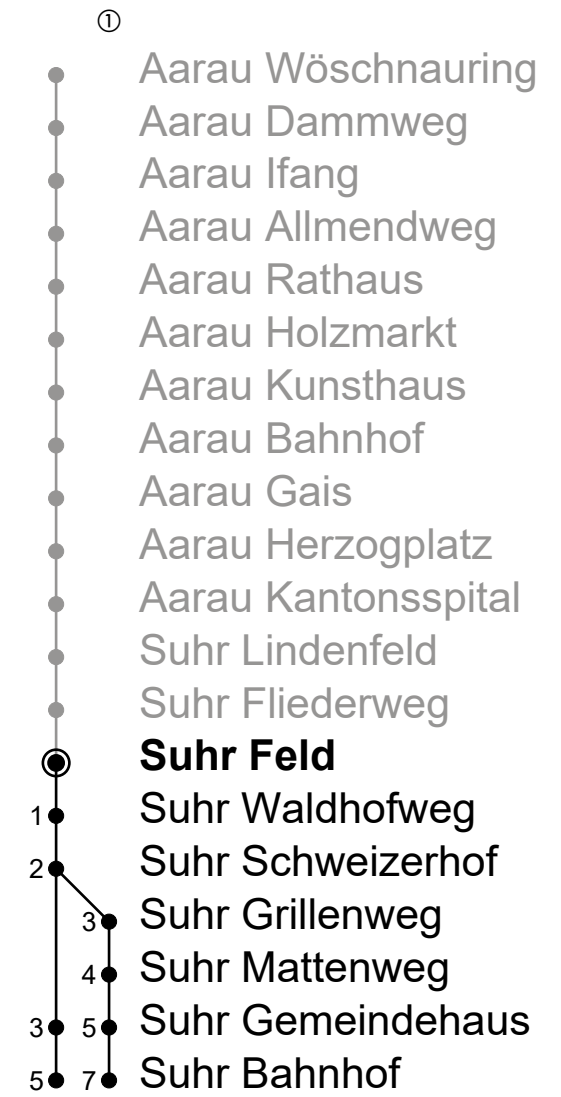 ①
Aarau Wöschnauring
Aarau Dammweg
Aarau Ifang
Aarau Allmendweg
Aarau Rathaus
Aarau Holzmarkt
Aarau Kunsthaus
Aarau Bahnhof
Aarau Gais
Aarau Herzogplatz
Aarau Kantonsspital
Suhr Lindenfeld
Suhr Fliederweg
Suhr Feld
1 Suhr Waldhofweg
2 Suhr Schweizerhof
3 Suhr Grillenweg
4 Suhr Mattenweg
3 5 Suhr Gemeindehaus
5 7 Suhr Bahnhof